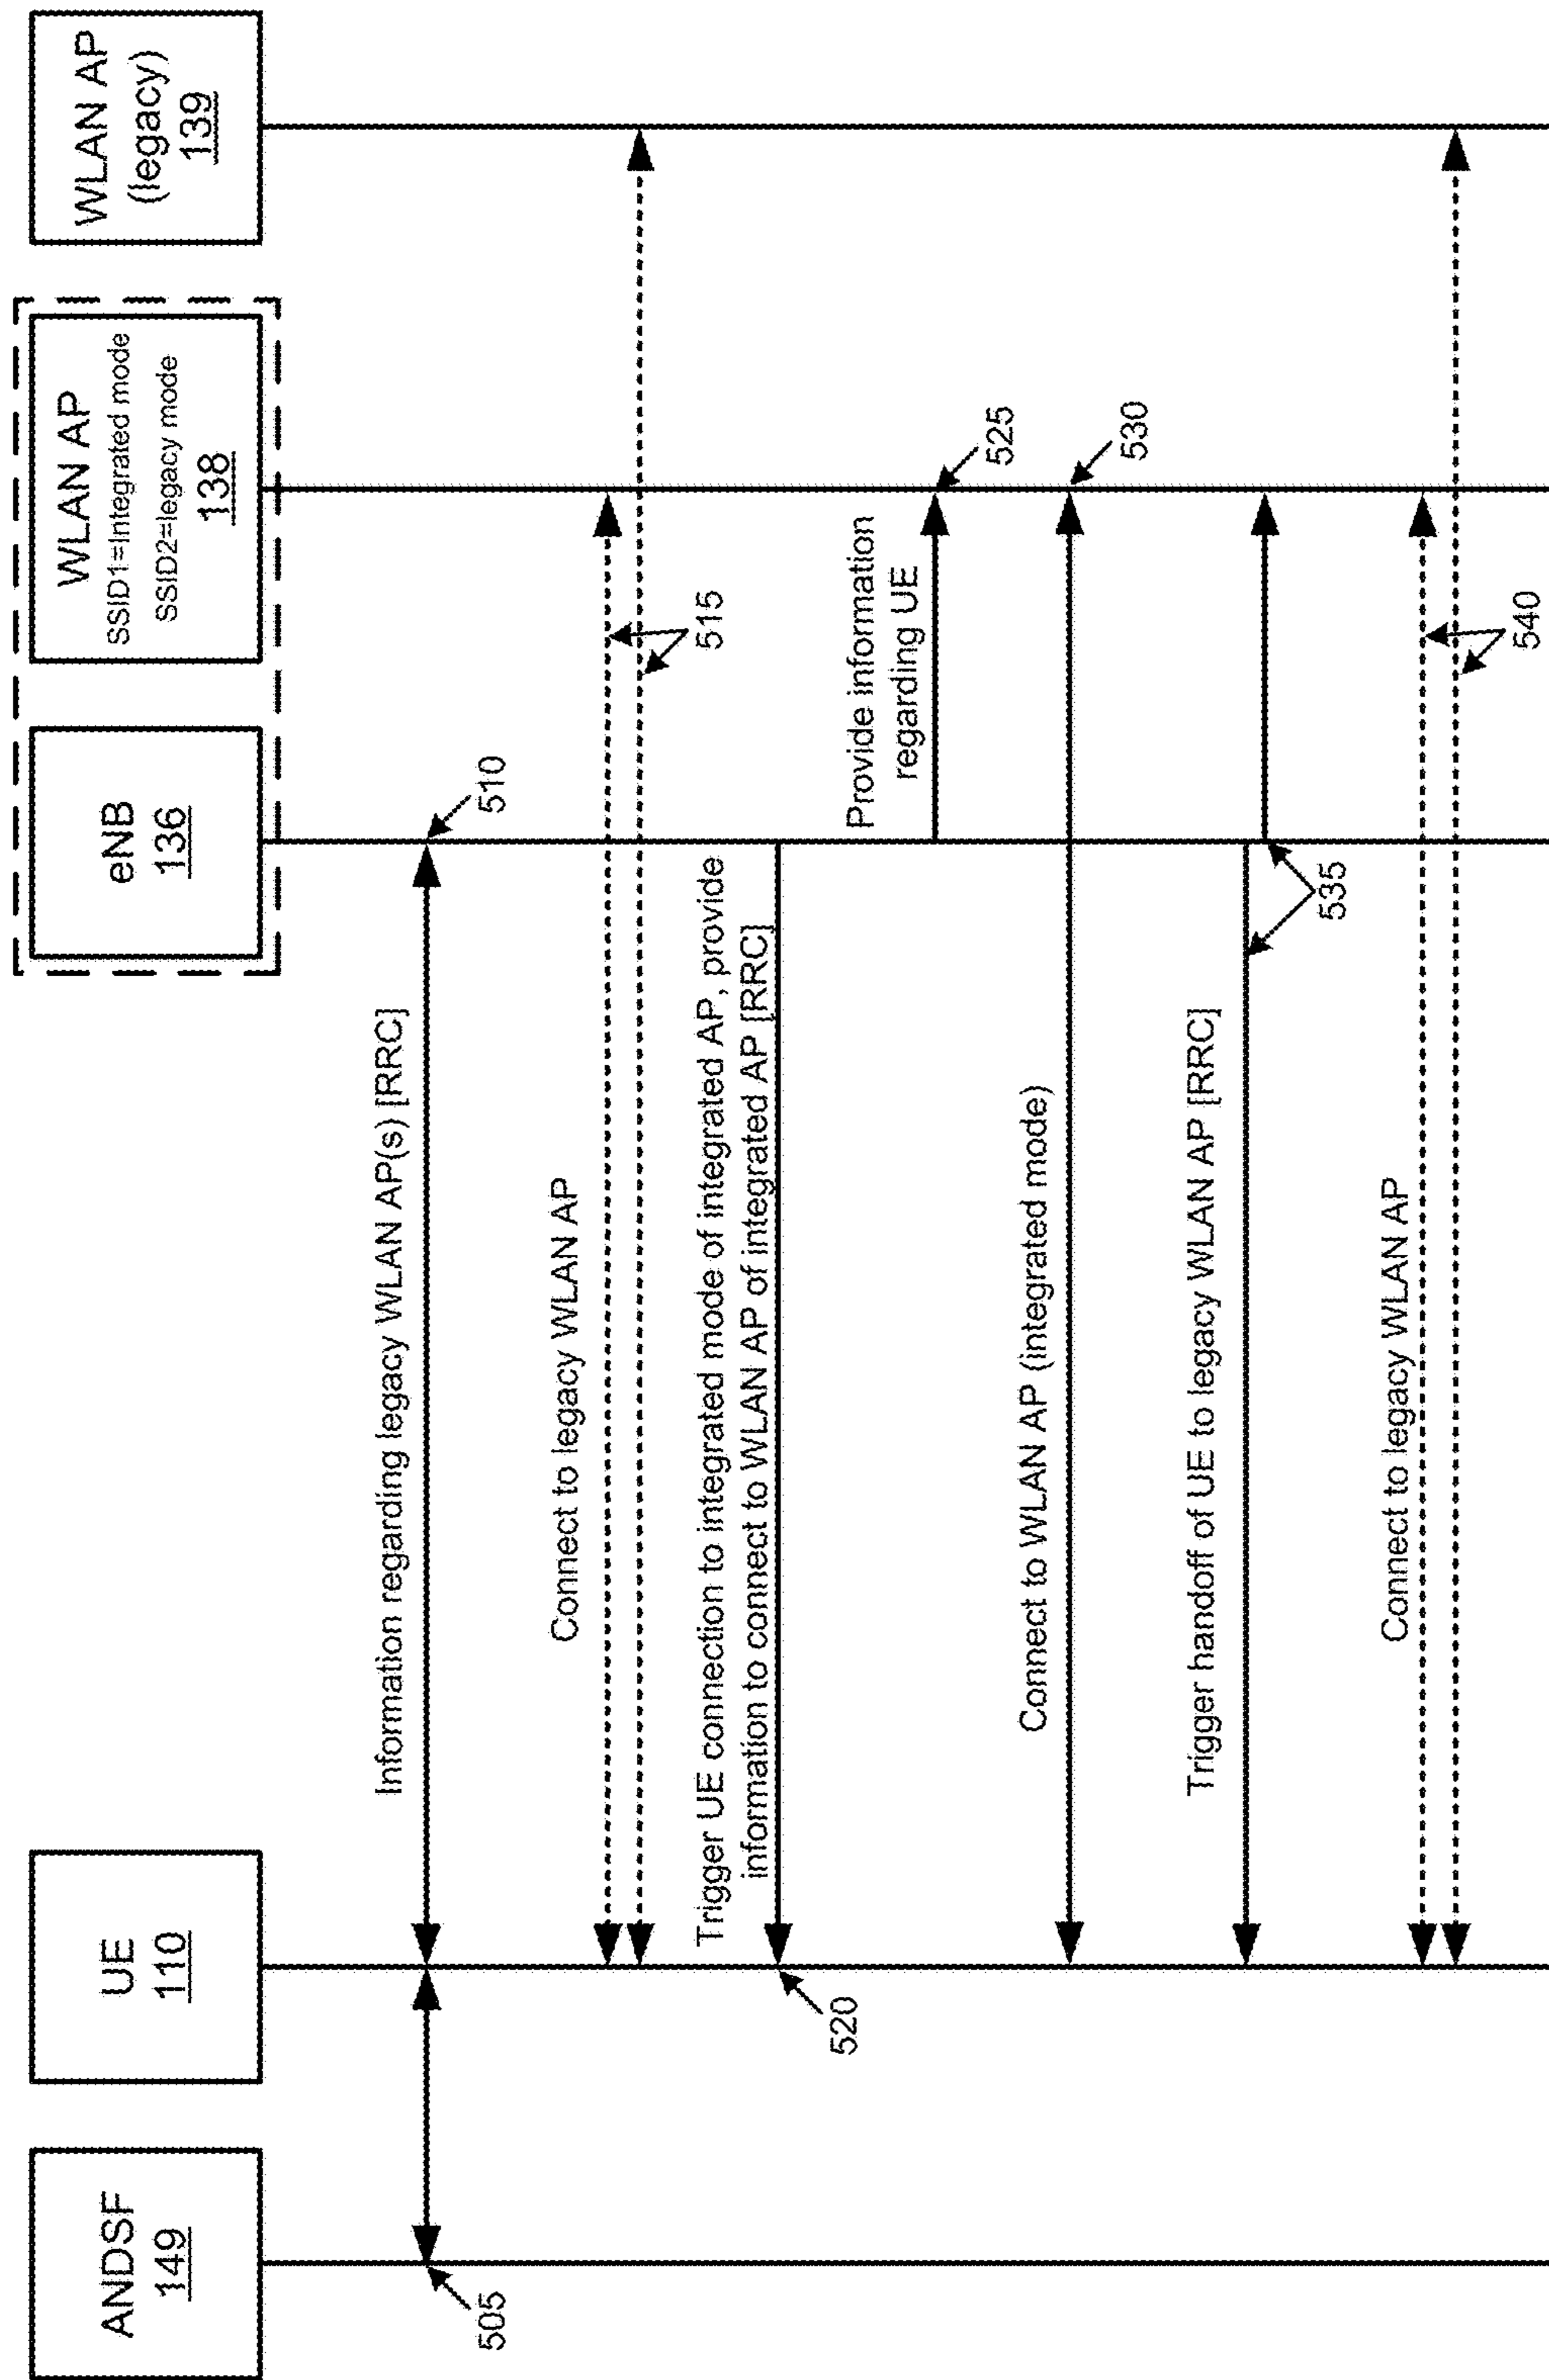 ANDSF
149
UE
110
eNB
136
WLAN AP
SSID1=Integrated mode
SSID2=legacy mode
138
WLAN AP
(legacy)
139
Information regarding legacy WLAN AP(s) [RRC]
505
510
Connect to legacy WLAN AP
515
Trigger UE connection to integrated mode of integrated AP, provide
information to connect to WLAN AP of integrated AP [RRC]
520
Provide information
regarding UE
525
Connect to WLAN AP (integrated mode)
530
Trigger handoff of UE to legacy WLAN AP [RRC]
535
Connect to legacy WLAN AP
540